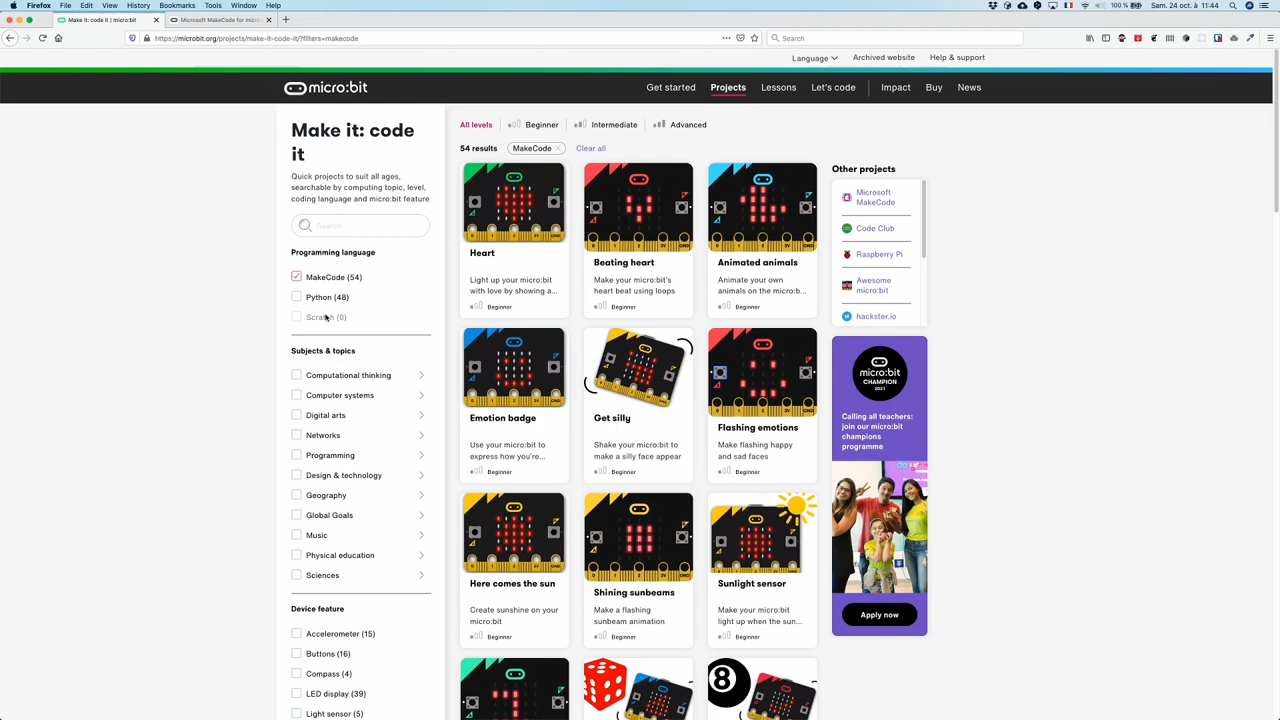 Firefox File Edit View History Bookmarks Tools Window Help
100 % Sam. 24 oct. à 11:44
Make it: code it | micro:bit
Microsoft MakeCode for micro:
https://microbit.org/projects/make-it-code-it/?filters=makecode
Search
Language
Archived website
Help & support
micro:bit
Get started
Projects
Lessons
Let's code
Impact
Buy
News
Make it: code
it
Quick projects to suit all ages,
searchable by computing topic, level,
coding language and micro:bit feature
Search
Programming language
MakeCode (54)
Python (48)
Scratch (0)
Subjects & topics
Computational thinking
Computer systems
Digital arts
Networks
Programming
Design & technology
Geography
Global Goals
Music
Physical education
Sciences
Device feature
Accelerometer (15)
Buttons (16)
Compass (4)
LED display (39)
Light sensor (5)
All levels
Beginner
Intermediate
Advanced
54 results
MakeCode
Clear all
Heart
Light up your micro:bit
with love by showing a...
Beginner
Beating heart
Make your micro:bit's
heart beat using loops
Beginner
Animated animals
Animate your own
animals on the micro:b...
Beginner
Emotion badge
Use your micro:bit to
express how you're...
Beginner
Get silly
Shake your micro:bit to
make a silly face appear
Beginner
Flashing emotions
Make flashing happy
and sad faces
Beginner
Here comes the sun
Create sunshine on your
micro:bit
Beginner
Shining sunbeams
Make a flashing
sunbeam animation
Beginner
Sunlight sensor
Make your micro:bit
light up when the sun...
Beginner
8
Other projects
Microsoft
MakeCode
Code Club
Raspberry Pi
Awesome
micro:bit
hackster.io
micro:bit
CHAMPION
2021
Calling all teachers:
join our micro:bit
champions
programme
Apply now